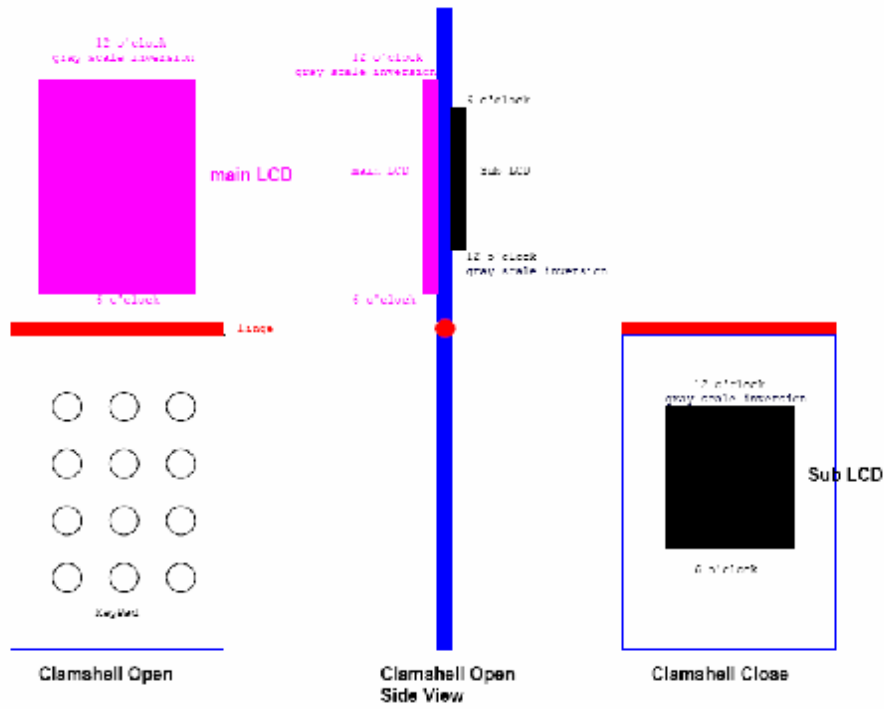 12 o'clock
gray scale inversion
main LCD
6 o'clock
KeyPad
Clamshell Open
12 o'clock
gray scale inversion
6 o'clock
main LCD
Sub LCD
12 o'clock
gray scale inversion
6 o'clock
Clamshell Open
Side View
12 o'clock
gray scale inversion
Sub LCD
6 o'clock
Clamshell Close